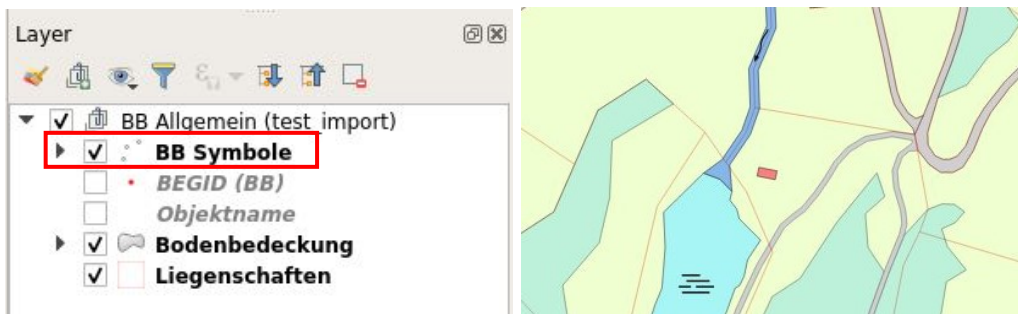 Layer
BB Allgemein (test_import)
BB Symbole
BEGID (BB)
Objektname
Bodenbedeckung
Liegenschaften